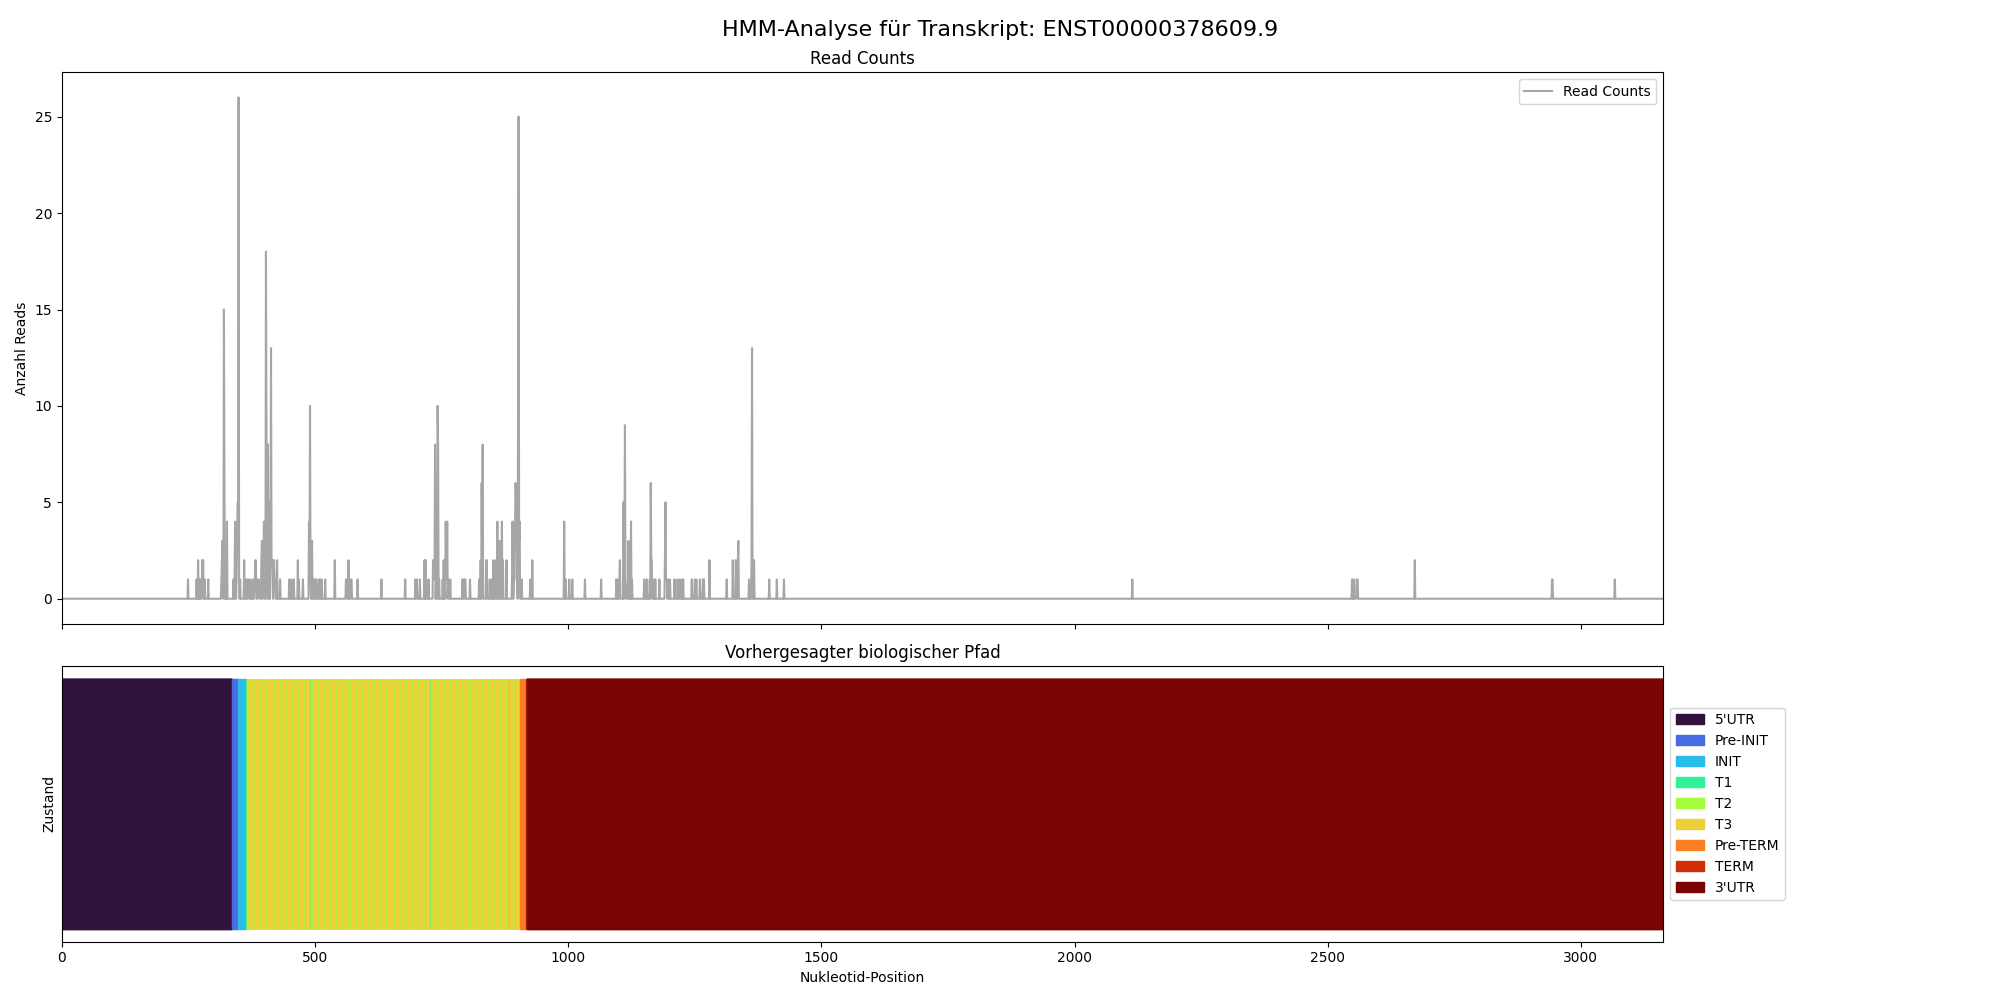 HMM-Analyse für Transkript: ENST00000378609.9
Read Counts
Read Counts
25
20
15
10
5
0
Anzahl Reads
Vorhergesagter biologischer Pfad
Zustand
5'UTR
Pre-INIT
INIT
T1
T2
T3
Pre-TERM
TERM
3'UTR
0 500 1000 1500 2000 2500 3000
Nukleotid-Position